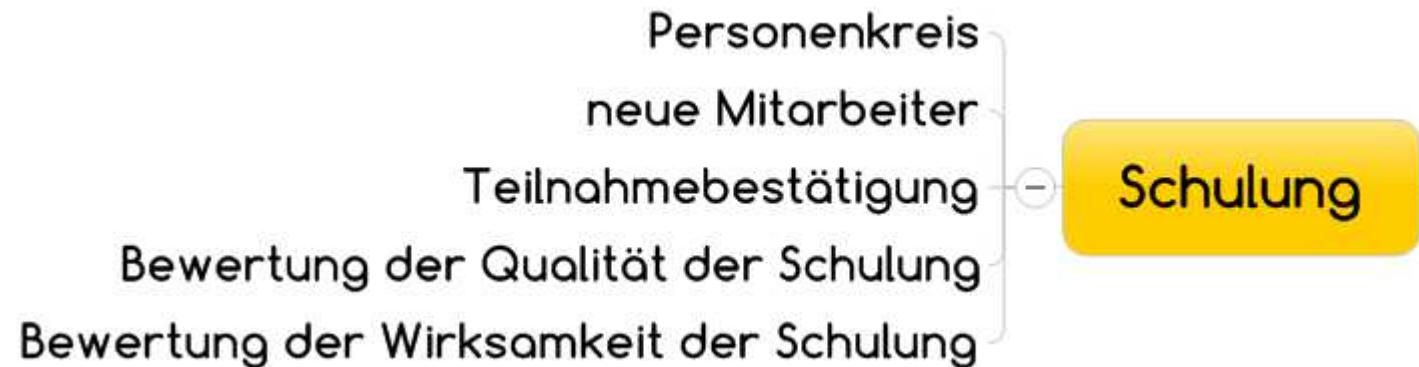 Personenkreis
neue Mitarbeiter
Teilnahmebestätigung
Schulung
Bewertung der Qualität der Schulung
Bewertung der Wirksamkeit der Schulung